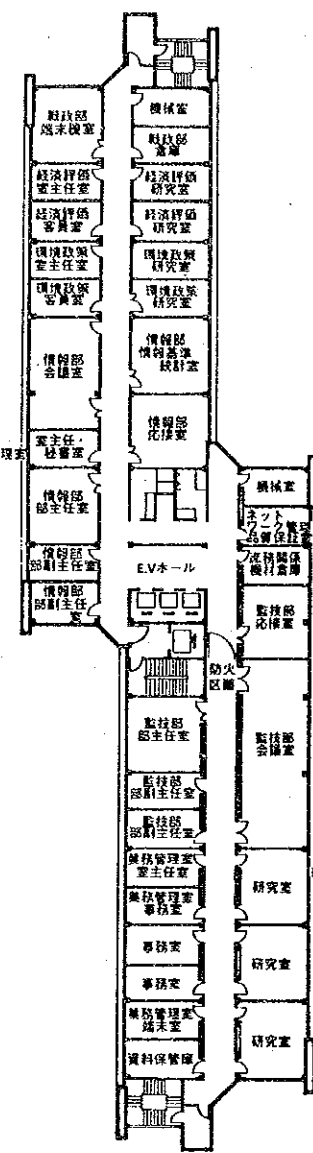 戦政部
端末機室
経済評価
室主任室
経済評価
客員室
環境政策
室主任室
環境政策
客員室
情報部
会議室
室主任・
秘書室
情報部
部主任室
情報部
部副主任室
情報部
部副主任
室
理室
機械室
戦政部
倉庫
経済評価
研究室
経済評価
研究室
環境政策
研究室
環境政策
研究室
情報部
情報基準
統計室
情報部
応接室
E.Vホール
機械室
ネット
ワーク管理
品質保証室
庶務関係
機材倉庫
監技部
応接室
防火
区画
監技部
会議室
研究室
研究室
研究室
監技部
部主任室
監技部
部副主任室
監技部
部副主任室
業務管理室
室主任室
業務管理室
事務室
事務室
事務室
業務管理室
端末室
資料保管庫